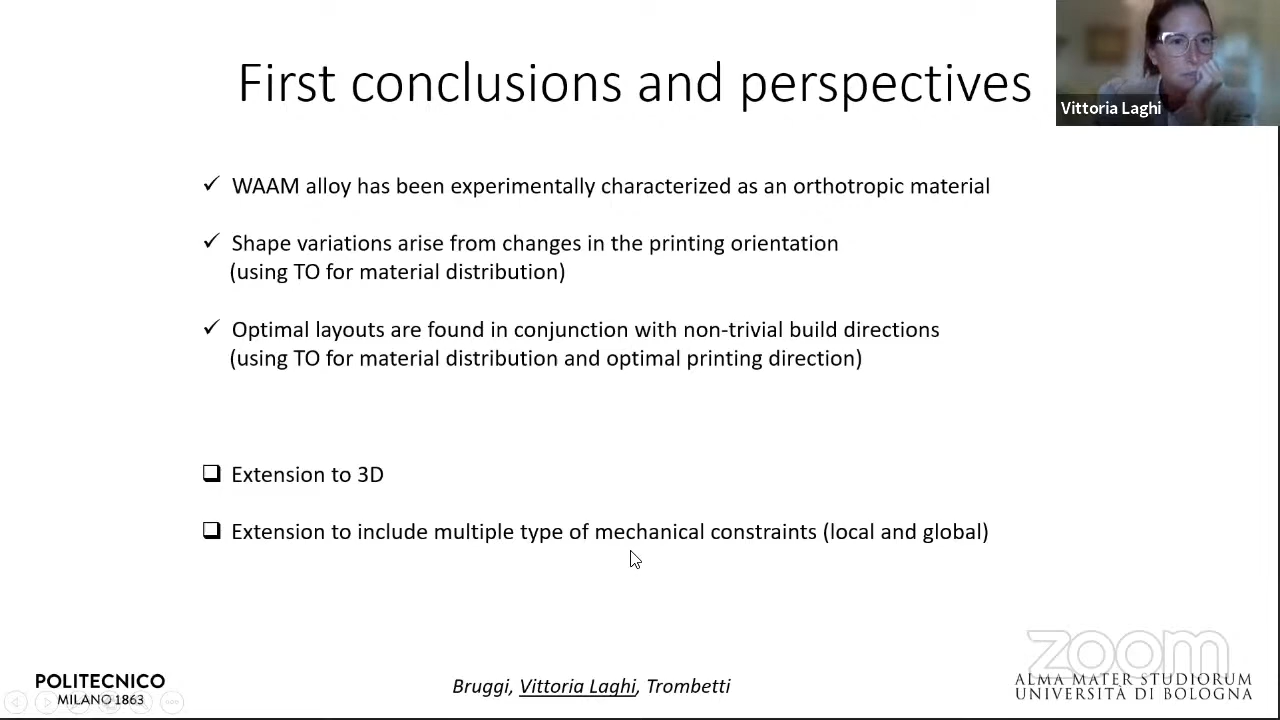 First conclusions and perspectives
Vittoria Laghi
✓ WAAM alloy has been experimentally characterized as an orthotropic material
✓ Shape variations arise from changes in the printing orientation
(using TO for material distribution)
✓ Optimal layouts are found in conjunction with non-trivial build directions
(using TO for material distribution and optimal printing direction)
❑ Extension to 3D
❑ Extension to include multiple type of mechanical constraints (local and global)
zoom
POLITECNICO
MILANO 1863
Bruggi, Vittoria Laghi, Trombetti
ALMA MATER STUDIORUM
UNIVERSITÀ DI BOLOGNA